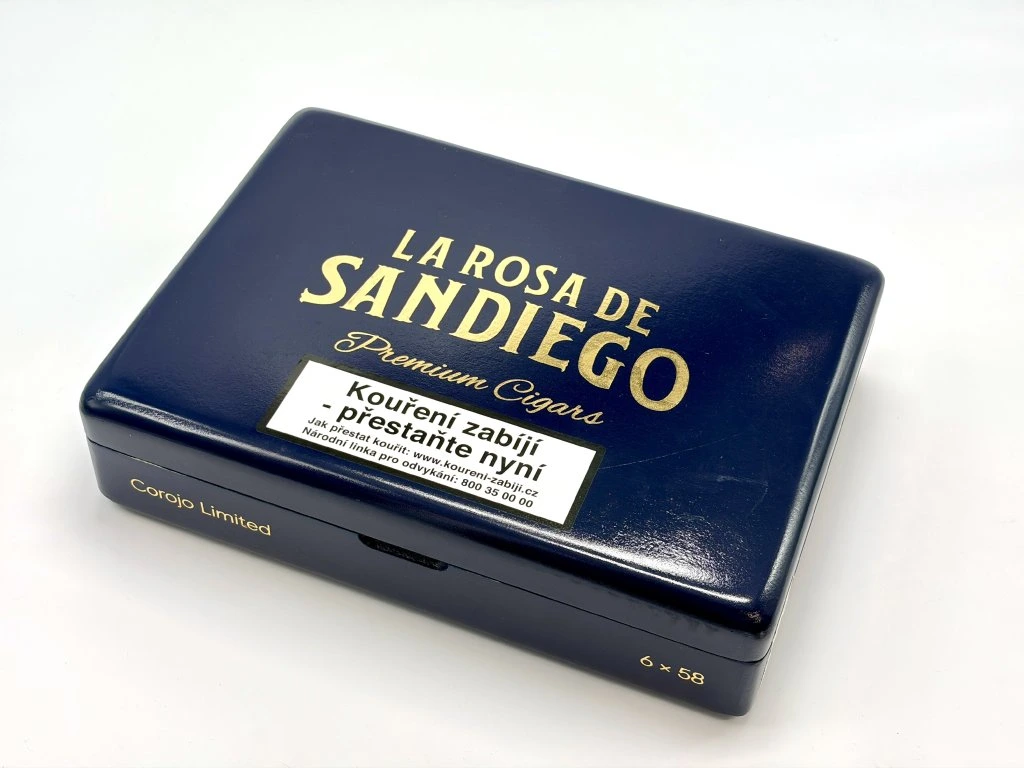 LA ROSA DE
SANDIEGO
Premium Cigars
Kouření zabíjí
- přestaňte nyní
Jak přestat kouřit: www.koureni-zabiji.cz
Národní linka pro odvykání: 800 35 00 00
Corojo Limited
6 x 58